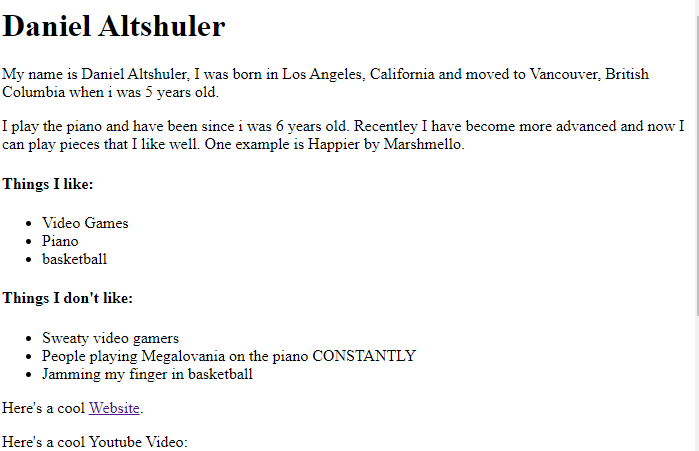 Daniel Altshuler
My name is Daniel Altshuler, I was born in Los Angeles, California and moved to Vancouver, British
Columbia when i was 5 years old.
I play the piano and have been since i was 6 years old. Recentley I have become more advanced and now I
can play pieces that I like well. One example is Happier by Marshmello.
Things I like:
• Video Games
• Piano
• basketball
Things I don't like:
• Sweaty video gamers
• People playing Megalovania on the piano CONSTANTLY
• Jamming my finger in basketball
Here's a cool Website.
Here's a cool Youtube Video: